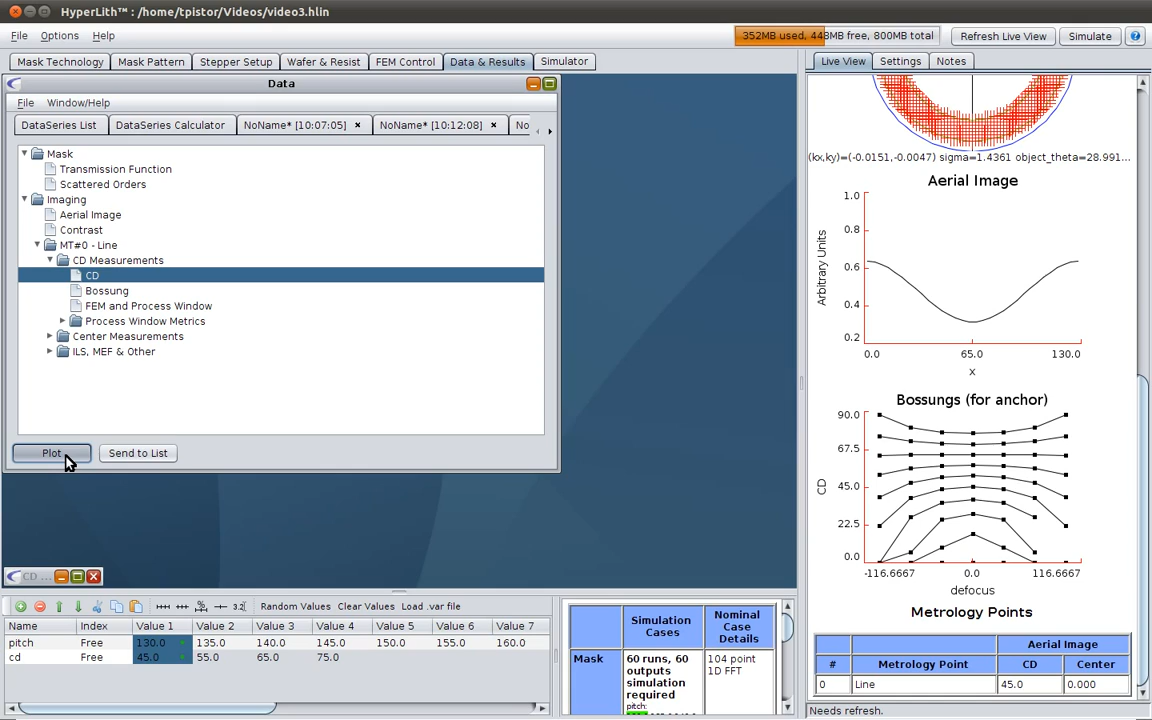 HyperLith™ : /home/tpistor/Videos/video3.hlin
File Options Help
352MB used, 448MB free, 800MB total
Refresh Live View
Simulate
Mask Technology Mask Pattern Stepper Setup Wafer & Resist FEM Control Data & Results Simulator
Data
File Window/Help
DataSeries List DataSeries Calculator NoName* [10:07:05] × NoName* [10:12:08] × No
Mask
Transmission Function
Scattered Orders
Imaging
Aerial Image
Contrast
MT#0 - Line
CD Measurements
CD
Bossung
FEM and Process Window
Process Window Metrics
Center Measurements
ILS, MEF & Other
Plot Send to List
CD ...
Random Values Clear Values Load .var file
Name Index Value 1 Value 2 Value 3 Value 4 Value 5 Value 6 Value 7
pitch Free 130.0 135.0 140.0 145.0 150.0 155.0 160.0
cd Free 45.0 55.0 65.0 75.0
Simulation Cases
Nominal Case Details
Mask
60 runs, 60 outputs simulation required
pitch:
104 point 1D FFT
Live View Settings Notes
(kx,ky)=(-0.0151, -0.0047) sigma=1.4361 object_theta=28.991...
Aerial Image
1.0
0.8
0.6
0.4
0.2
Arbitrary Units
0.0 65.0 130.0
x
Bossungs (for anchor)
90.0
67.5
45.0
22.5
0.0
CD
-116.6667 0.0 116.6667
defocus
Metrology Points
Aerial Image
# Metrology Point CD Center
0 Line 45.0 0.000
Needs refresh.